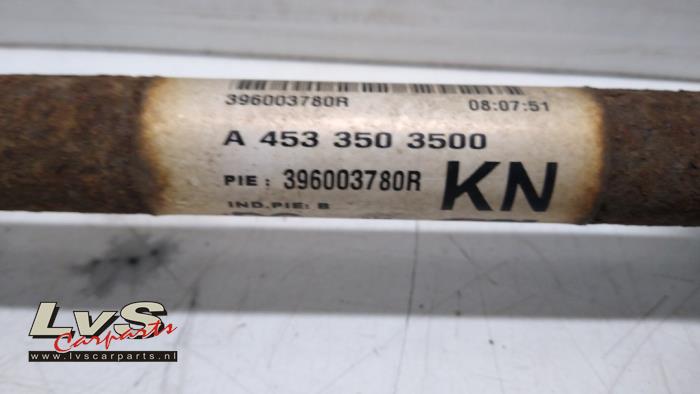 396003780R 08:07:51
A 453 350 3500
PIE: 396003780R KN
IND.PIE: B
LvS
Carparts
www.lvscarparts.nl